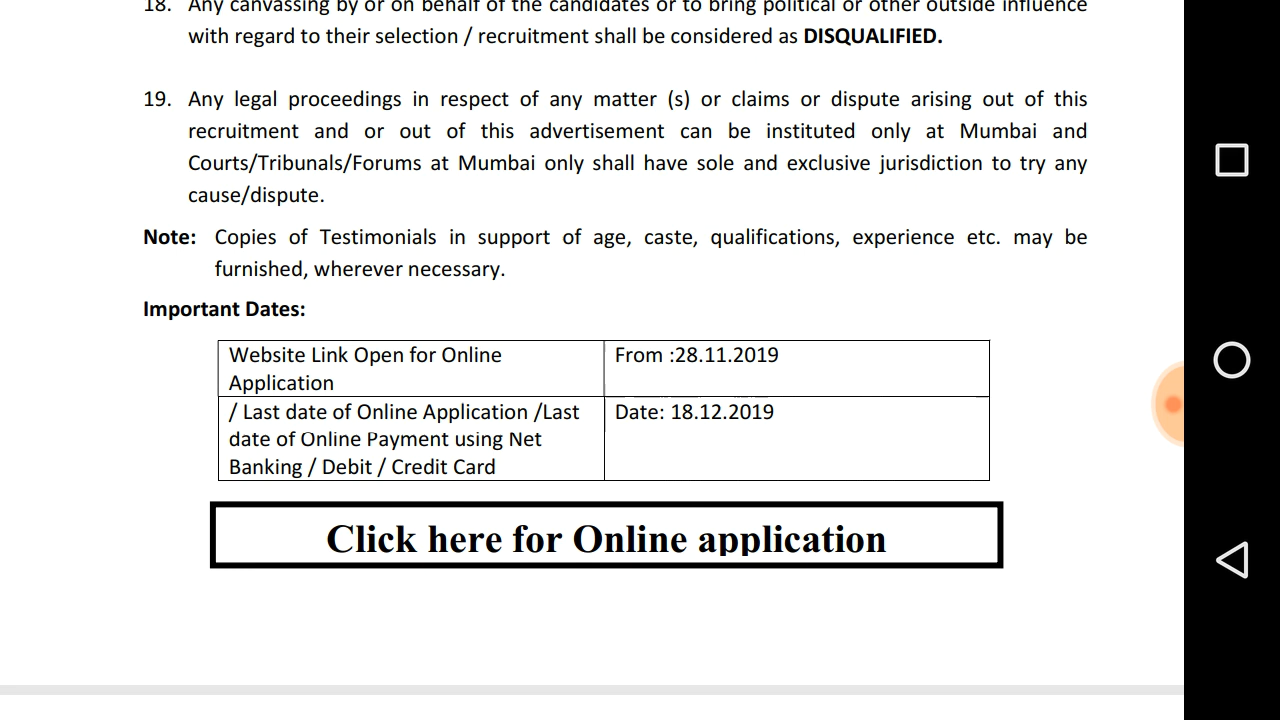 18. Any canvassing by or on behalf of the candidates or to bring political or other outside influence
with regard to their selection / recruitment shall be considered as DISQUALIFIED.
19. Any legal proceedings in respect of any matter (s) or claims or dispute arising out of this
recruitment and or out of this advertisement can be instituted only at Mumbai and
Courts/Tribunals/Forums at Mumbai only shall have sole and exclusive jurisdiction to try any
cause/dispute.
Note: Copies of Testimonials in support of age, caste, qualifications, experience etc. may be
furnished, wherever necessary.
Important Dates:
Website Link Open for Online
Application
From :28.11.2019
/ Last date of Online Application /Last
date of Online Payment using Net
Banking / Debit / Credit Card
Date: 18.12.2019
Click here for Online application